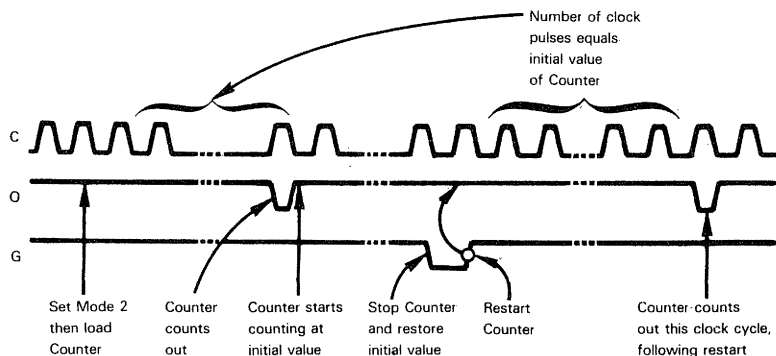 Number of clock
pulses equals
initial value
of Counter
C
O
G
Set Mode 2
then load
Counter
Counter
counts
out
Counter starts
counting at
initial value
Stop Counter
and restore
initial value
Restart
Counter
Counter counts
out this clock cycle,
following restart